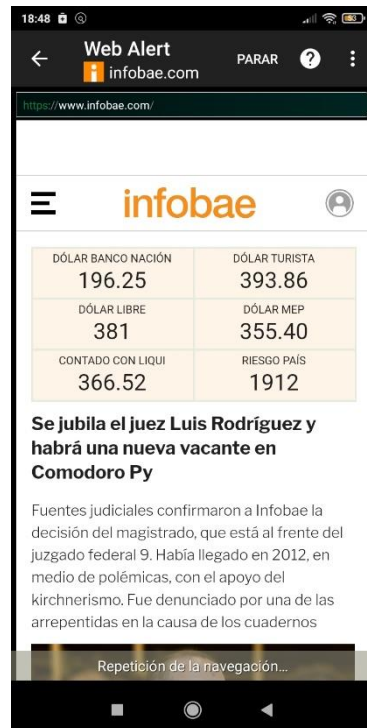 18:48
Web Alert
infobae.com
PARAR
https://www.infobae.com/
infobae
DÓLAR BANCO NACIÓN
196.25
DÓLAR TURISTA
393.86
DÓLAR LIBRE
381
DÓLAR MEP
355.40
CONTADO CON LIQUI
366.52
RIESGO PAÍS
1912
Se jubila el juez Luis Rodríguez y
habrá una nueva vacante en
Comodoro Py
Fuentes judiciales confirmaron a Infobae la
decisión del magistrado, que está al frente del
juzgado federal 9. Había llegado en 2012, en
medio de polémicas, con el apoyo del
kirchnerismo. Fue denunciado por una de las
arrepentidas en la causa de los cuadernos
Repetición de la navegación...